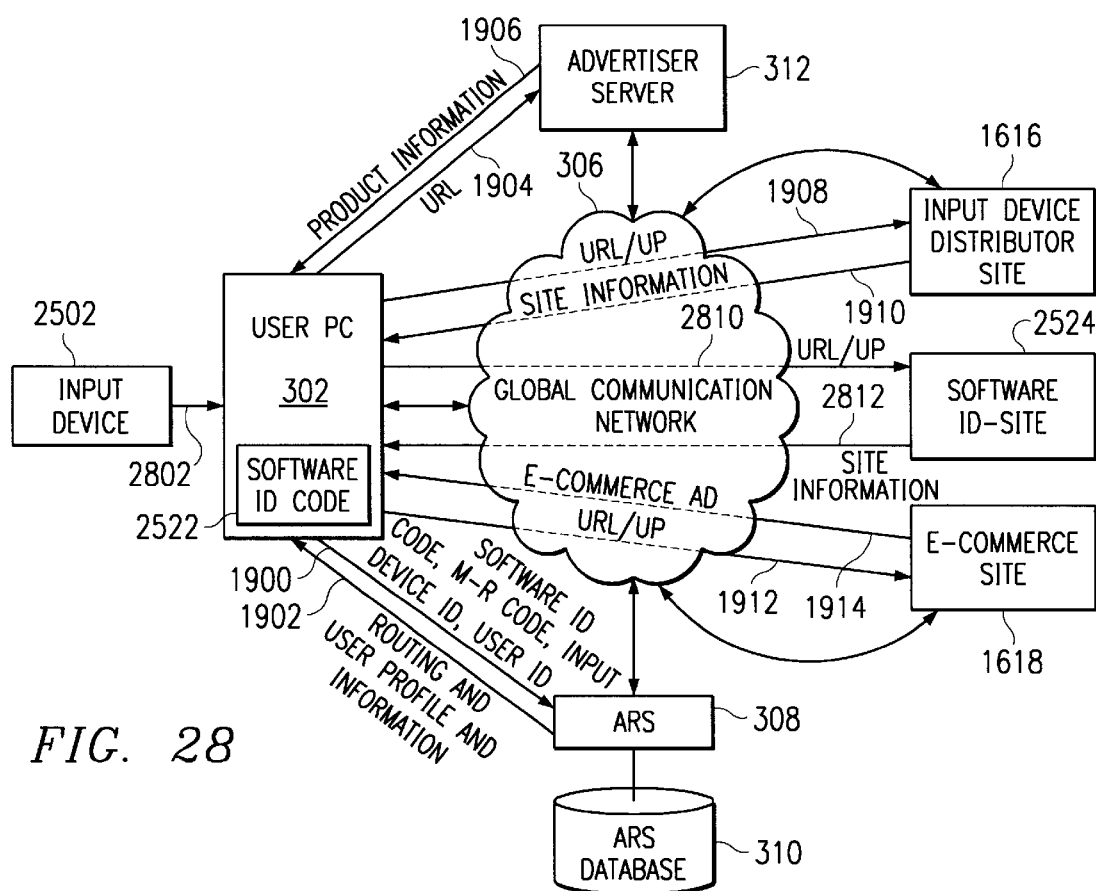 1906
ADVERTISER
SERVER
312
PRODUCT INFORMATION
URL
1904
306
1616
1908
INPUT DEVICE
DISTRIBUTOR
SITE
URL/UP
SITE INFORMATION
1910
2502
USER PC
302
2810
URL/UP
2524
INPUT
DEVICE
2802
GLOBAL COMMUNICATION
NETWORK
SOFTWARE
ID-SITE
2812
SITE
INFORMATION
SOFTWARE
ID CODE
2522
E-COMMERCE AD
URL/UP
E-COMMERCE
SITE
1912
1914
1618
1900
1902
SOFTWARE ID
CODE, M-R CODE, INPUT
DEVICE ID, USER ID
ROUTING AND
USER PROFILE AND
INFORMATION
ARS
308
FIG. 28
ARS
DATABASE
310